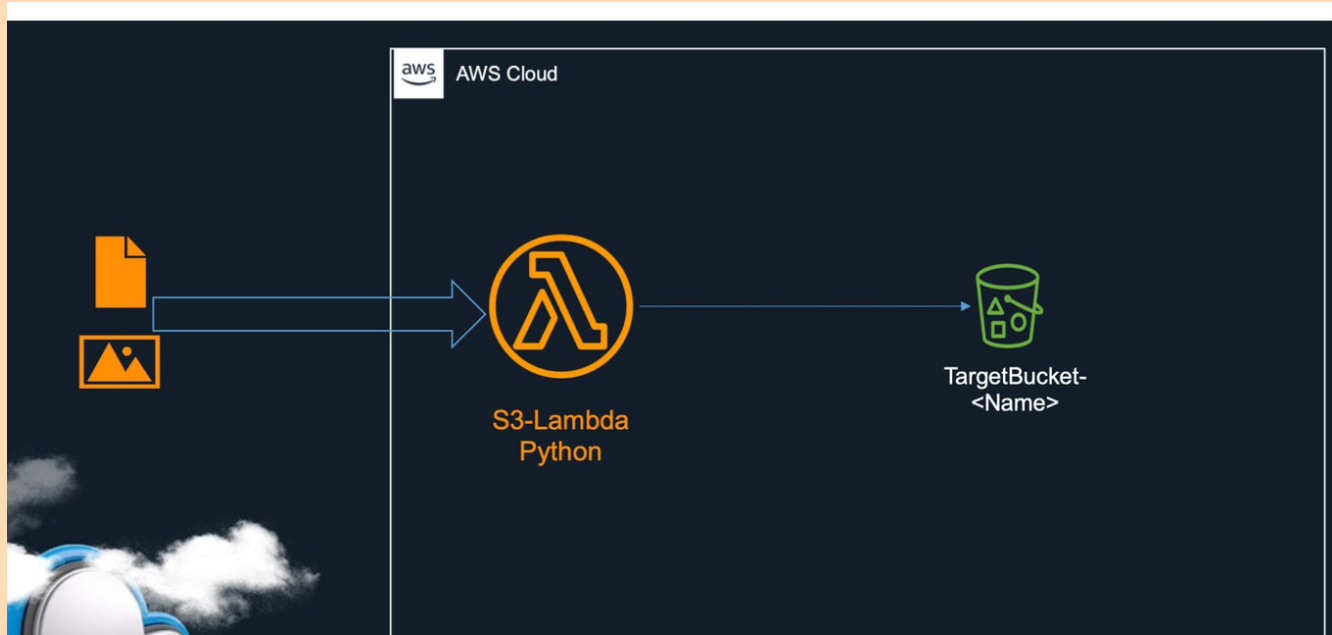 aws
AWS Cloud
S3-Lambda
Python
TargetBucket-
<Name>